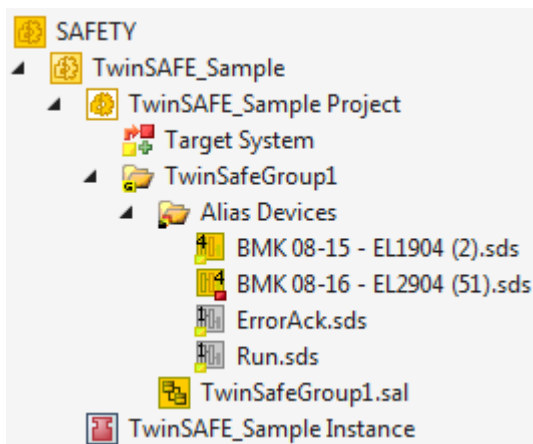 SAFETY
TwinSAFE_Sample
TwinSAFE_Sample Project
Target System
TwinSafeGroup1
Alias Devices
BMK 08-15 - EL1904 (2).sds
BMK 08-16 - EL2904 (51).sds
ErrorAck.sds
Run.sds
TwinSafeGroup1.sal
TwinSAFE_Sample Instance